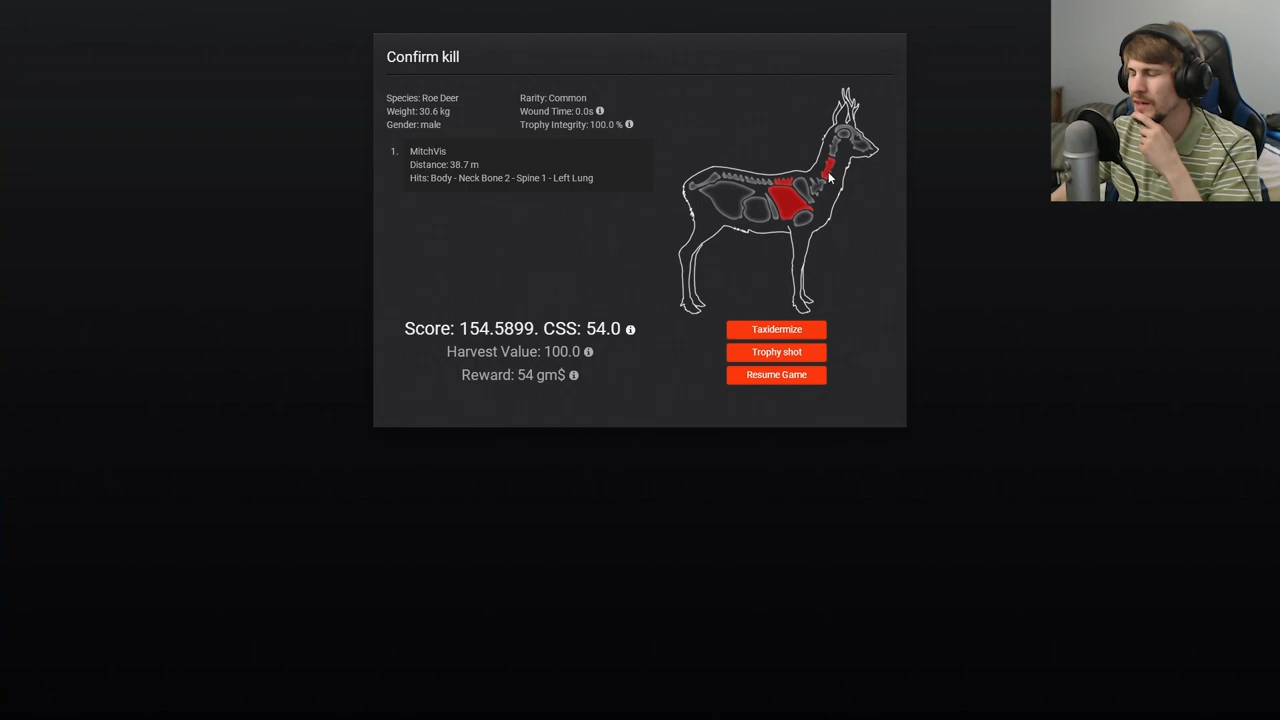 Confirm kill
Species: Roe Deer
Rarity: Common
Weight: 30.6 kg
Wound Time: 0.0s
Gender: male
Trophy Integrity: 100.0 %
1. MitchVis
Distance: 38.7 m
Hits: Body - Neck Bone 2 - Spine 1 - Left Lung
Score: 154.5899. CSS: 54.0
Harvest Value: 100.0
Reward: 54 gm$
Taxidermize
Trophy shot
Resume Game